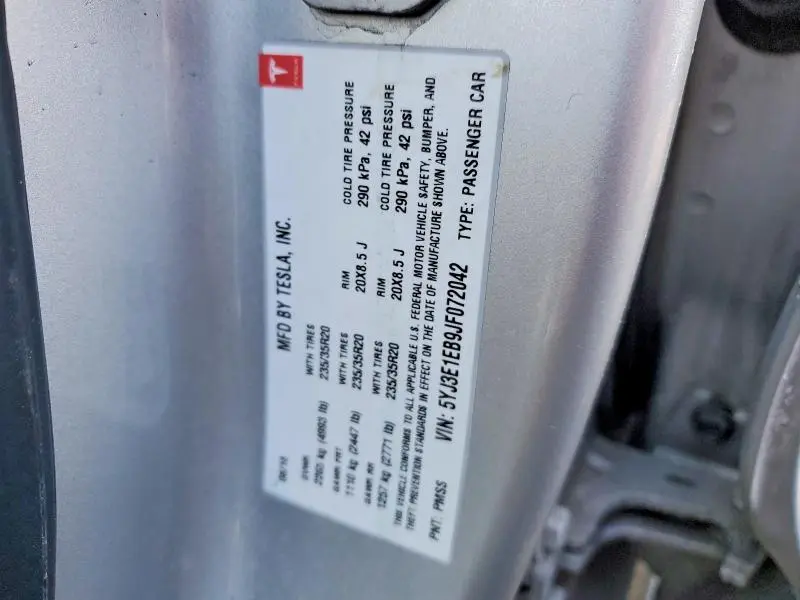 TESLA
MFD BY TESLA, INC.
08/18
GVWR WITH TIRES RIM COLD TIRE PRESSURE
2260 kg (4983 lb) 235/35R20 20X8.5 J 290 kPa, 42 psi
GAWR FRT WITH TIRES RIM COLD TIRE PRESSURE
1110 kg (2447 lb) 235/35R20 20X8.5 J 290 kPa, 42 psi
GAWR RR WITH TIRES
1257 kg (2771 lb) 235/35R20
THIS VEHICLE CONFORMS TO ALL APPLICABLE U.S. FEDERAL MOTOR VEHICLE SAFETY, BUMPER, AND
THEFT PREVENTION STANDARDS IN EFFECT ON THE DATE OF MANUFACTURE SHOWN ABOVE.
PNT: PMSS VIN: 5YJ3E1EB9JF072042 TYPE: PASSENGER CAR